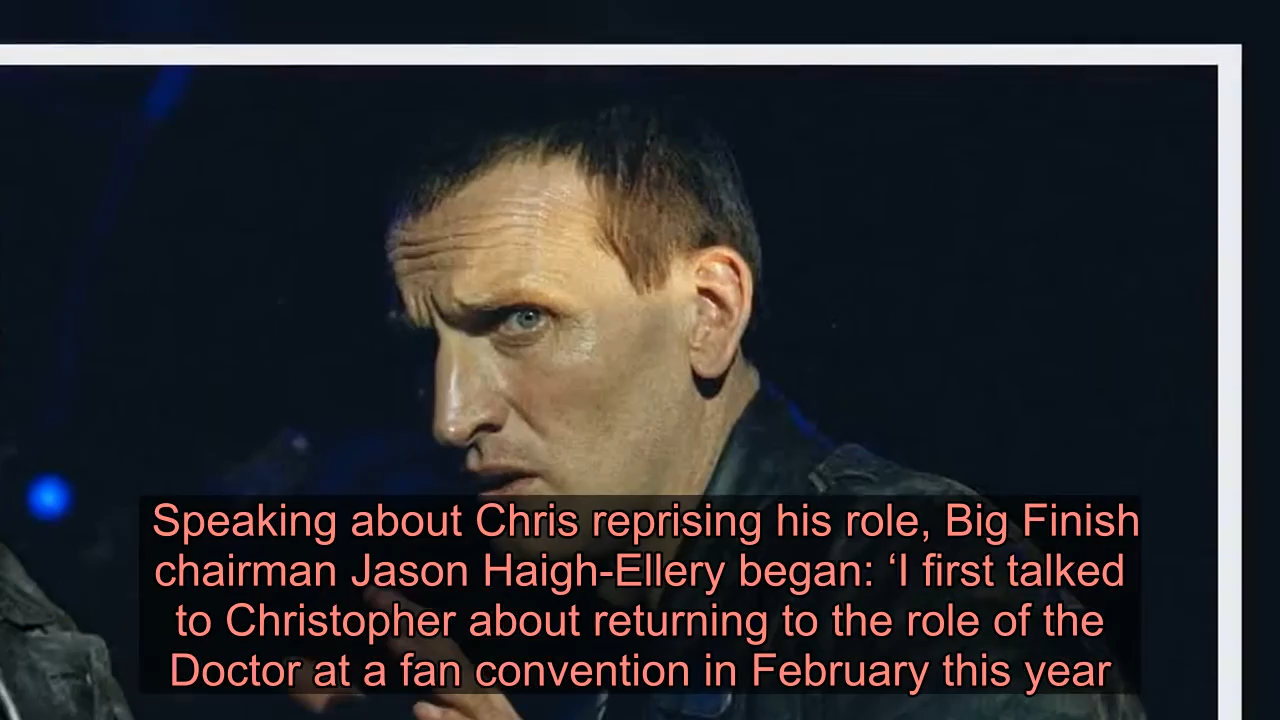 Speaking about Chris reprising his role, Big Finish
chairman Jason Haigh-Ellery began: ‘I first talked
to Christopher about returning to the role of the
Doctor at a fan convention in February this year